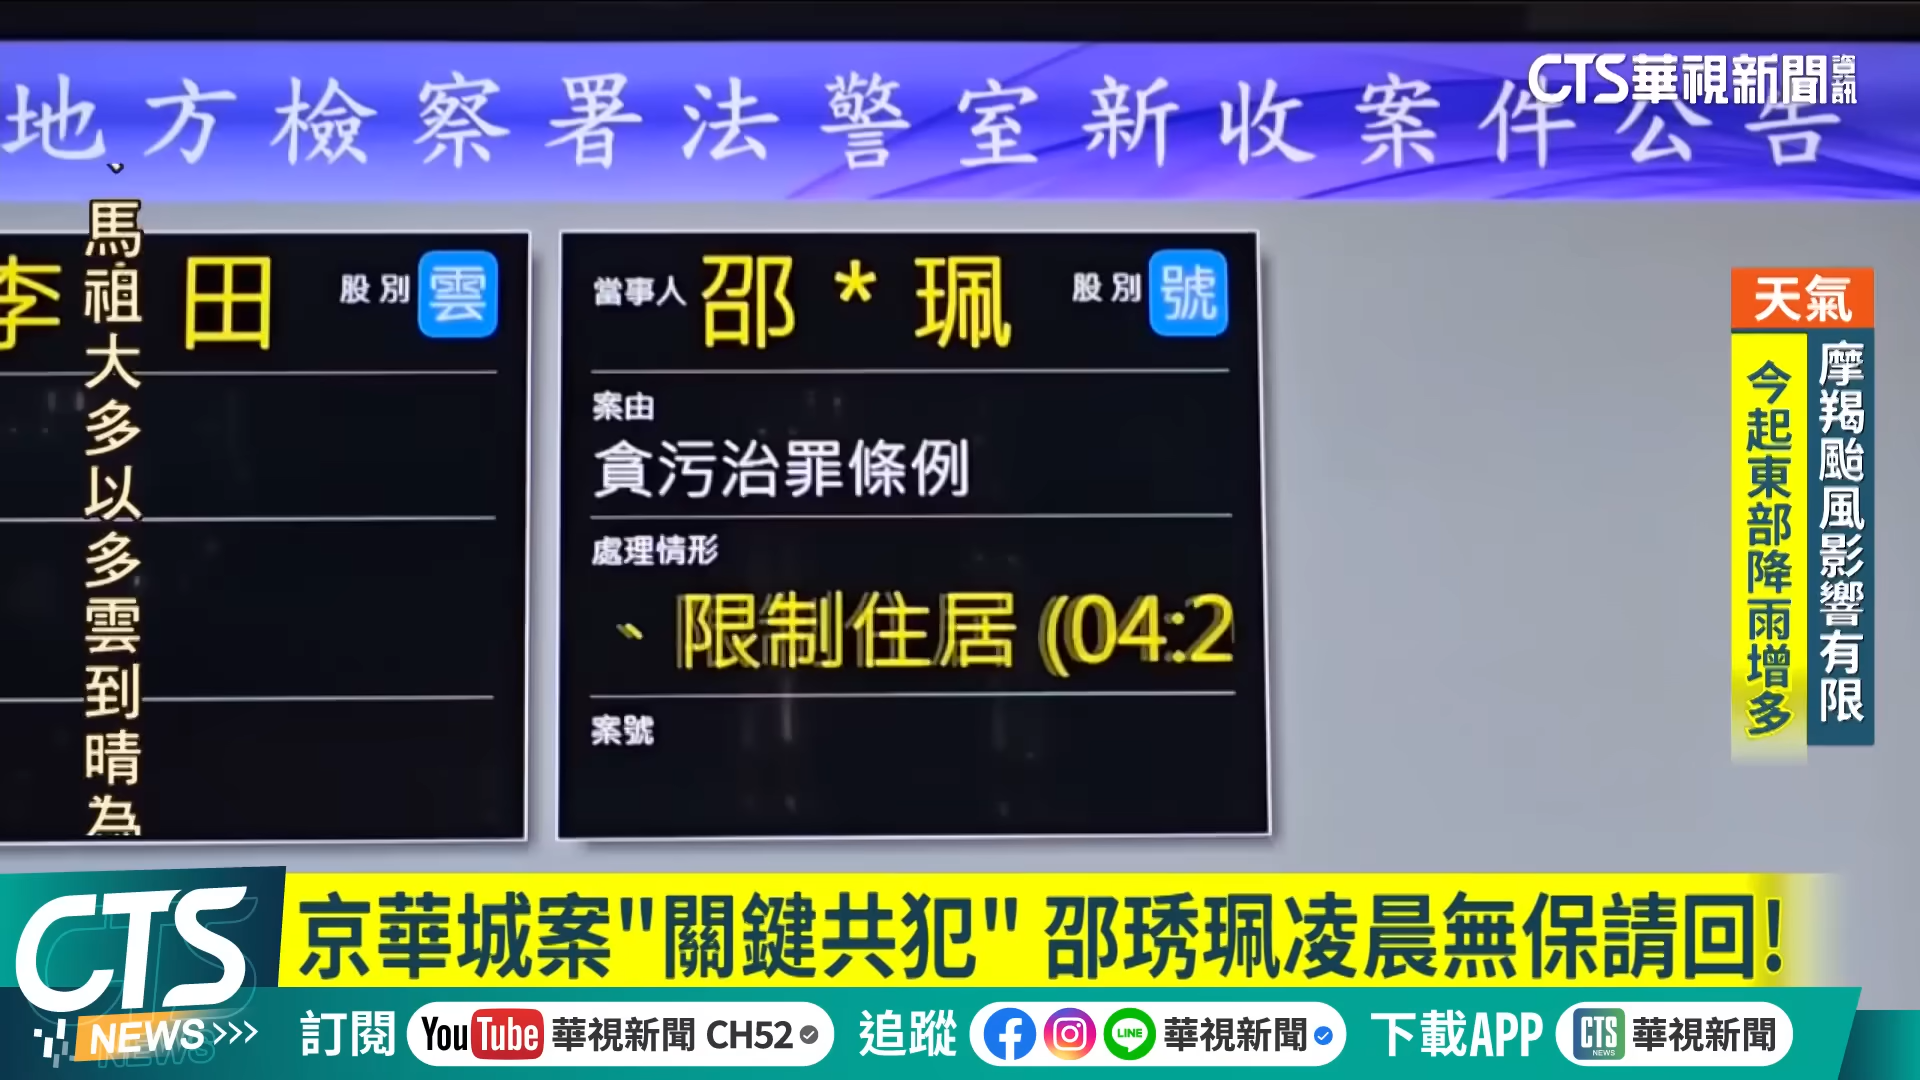 地方檢察署法警室新收案件公告
CTS華視新聞資訊
、馬祖大多以多雲到晴為
李 田 股別 雲
當事人 邵*珮 股別 號
案由
貪污治罪條例
處理情形
、限制住居 (04:2
案號
天氣
摩羯颱風影響有限
今起東部降雨增多
CTS NEWS
京華城案"關鍵共犯" 邵琇珮凌晨無保請回!
訂閱 YouTube 華視新聞 CH52 追蹤 LINE 華視新聞 下載APP CTS NEWS 華視新聞